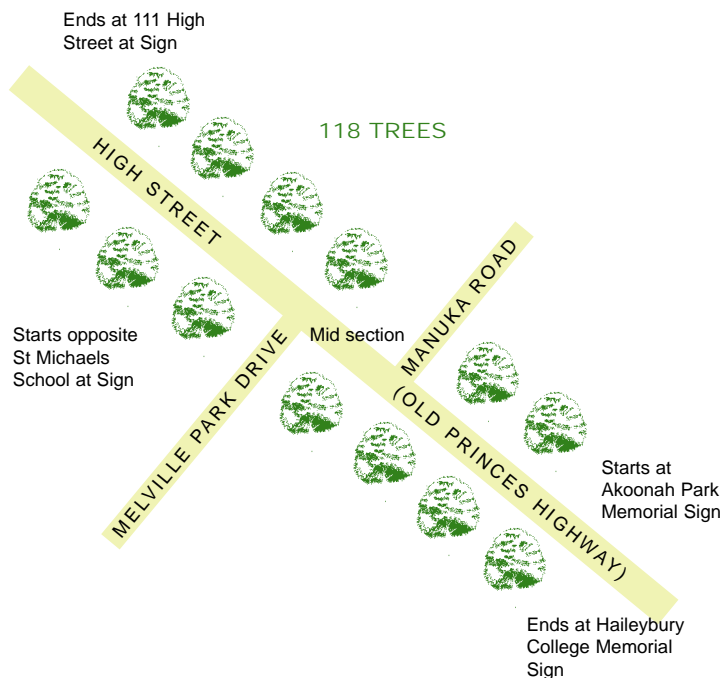 Ends at 111 High
Street at Sign
118 TREES
HIGH STREET
MANUKA ROAD
Starts opposite
St Michaels
School at Sign
Mid section
MELVILLE PARK DRIVE
(OLD PRINCES HIGHWAY)
Starts at
Akoonah Park
Memorial Sign
Ends at Haileybury
College Memorial
Sign